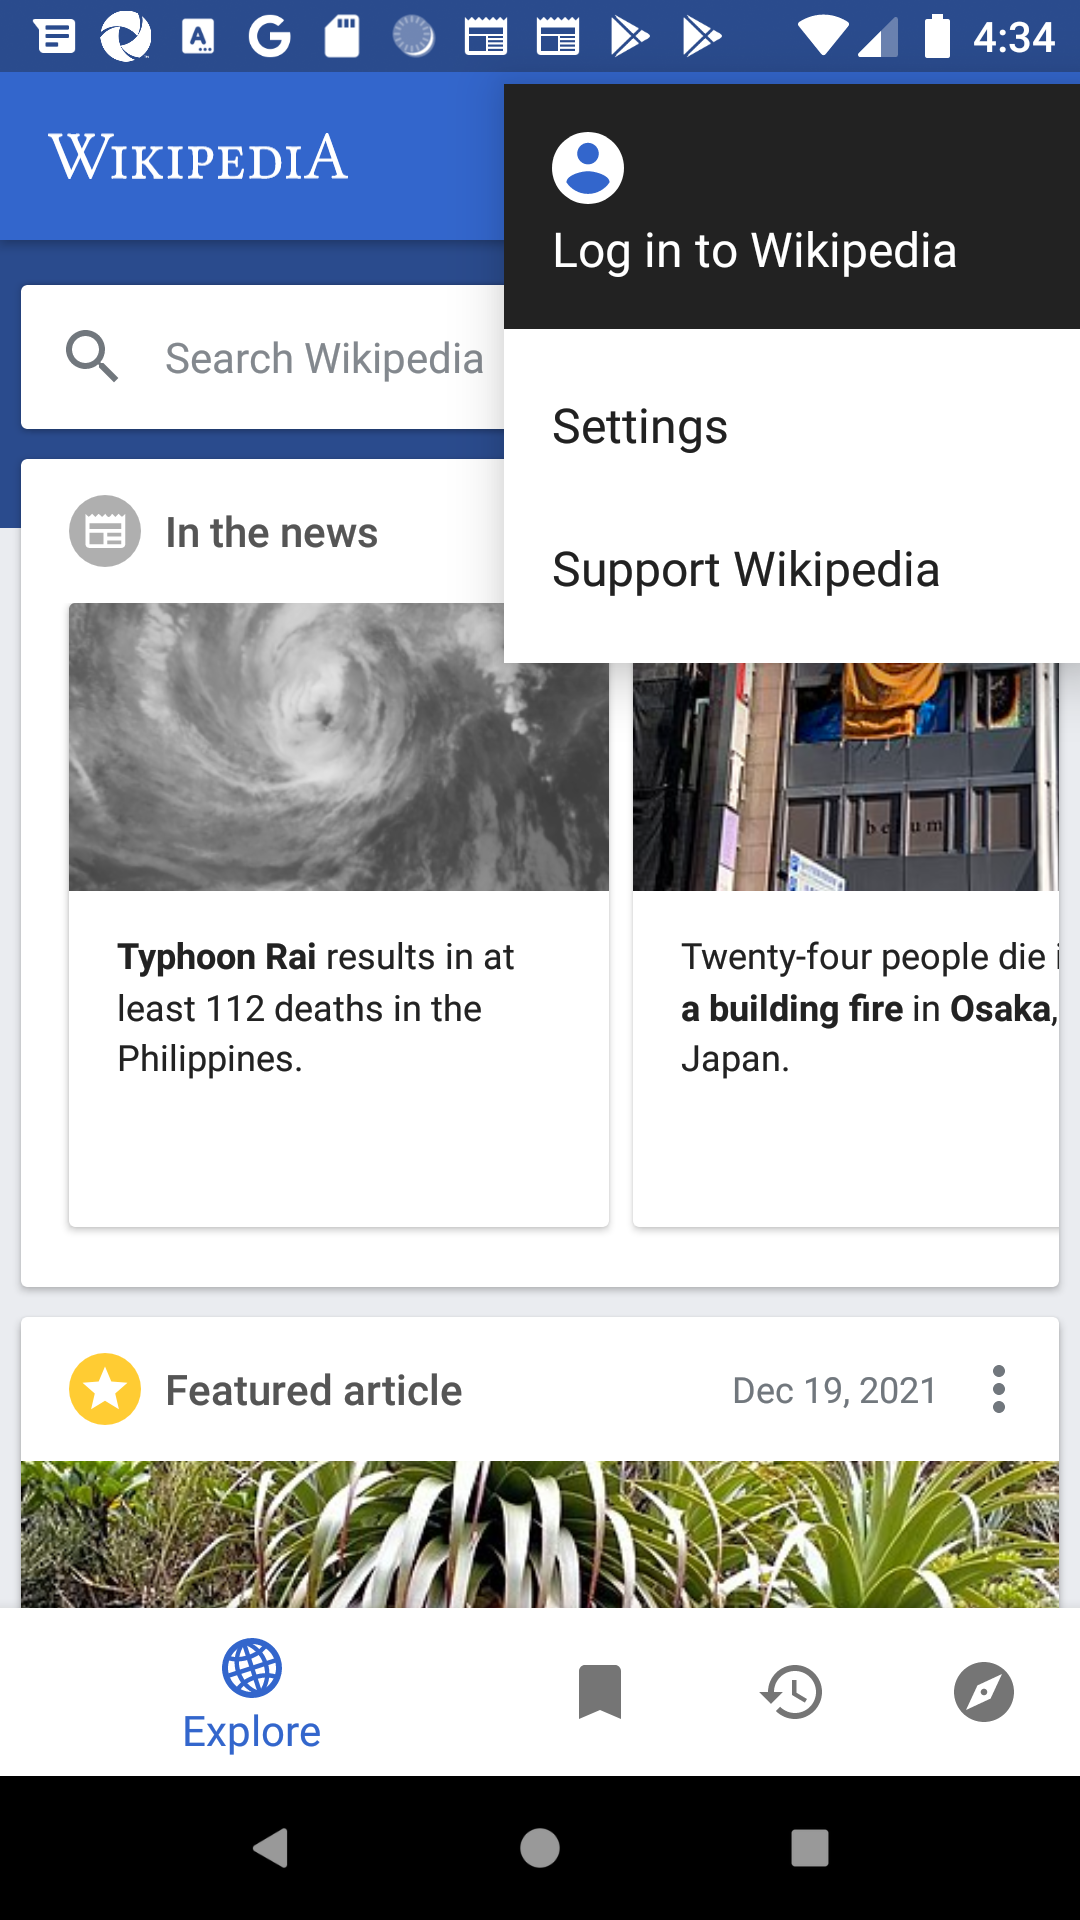 4:34
WIKIPEDIA
Log in to Wikipedia
Search Wikipedia
Settings
In the news
Support Wikipedia
bellum
Typhoon Rai results in at
least 112 deaths in the
Philippines.
Twenty-four people die
a building fire in Osaka,
Japan.
Featured article
Dec 19, 2021
Explore